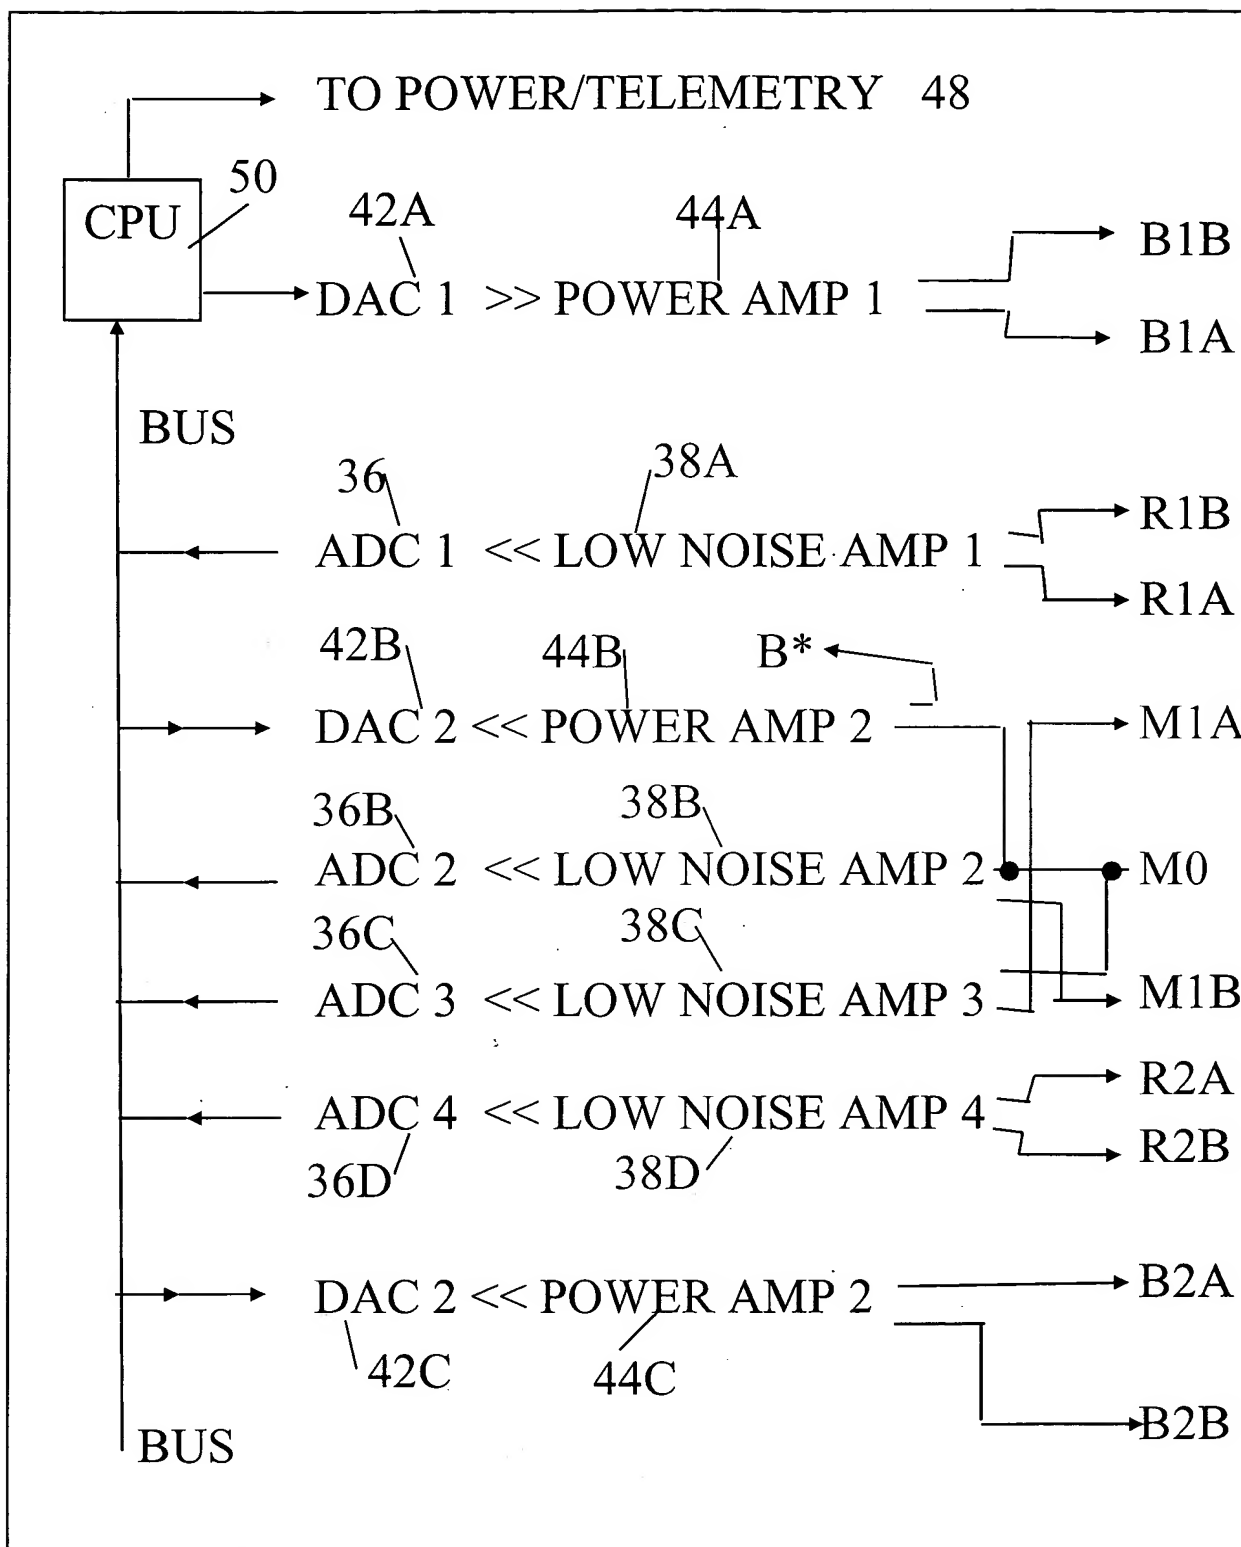 TO POWER/TELEMETRY 48
50
CPU
42A 44A
B1B
DAC 1 >> POWER AMP 1
B1A
BUS
36 38A
R1B
ADC 1 << LOW NOISE AMP 1
R1A
42B 44B B*
DAC 2 << POWER AMP 2 M1A
36B 38B
ADC 2 << LOW NOISE AMP 2 M0
36C 38C
ADC 3 << LOW NOISE AMP 3 M1B
R2A
ADC 4 << LOW NOISE AMP 4
R2B
36D 38D
B2A
DAC 2 << POWER AMP 2
42C 44C
B2B
BUS